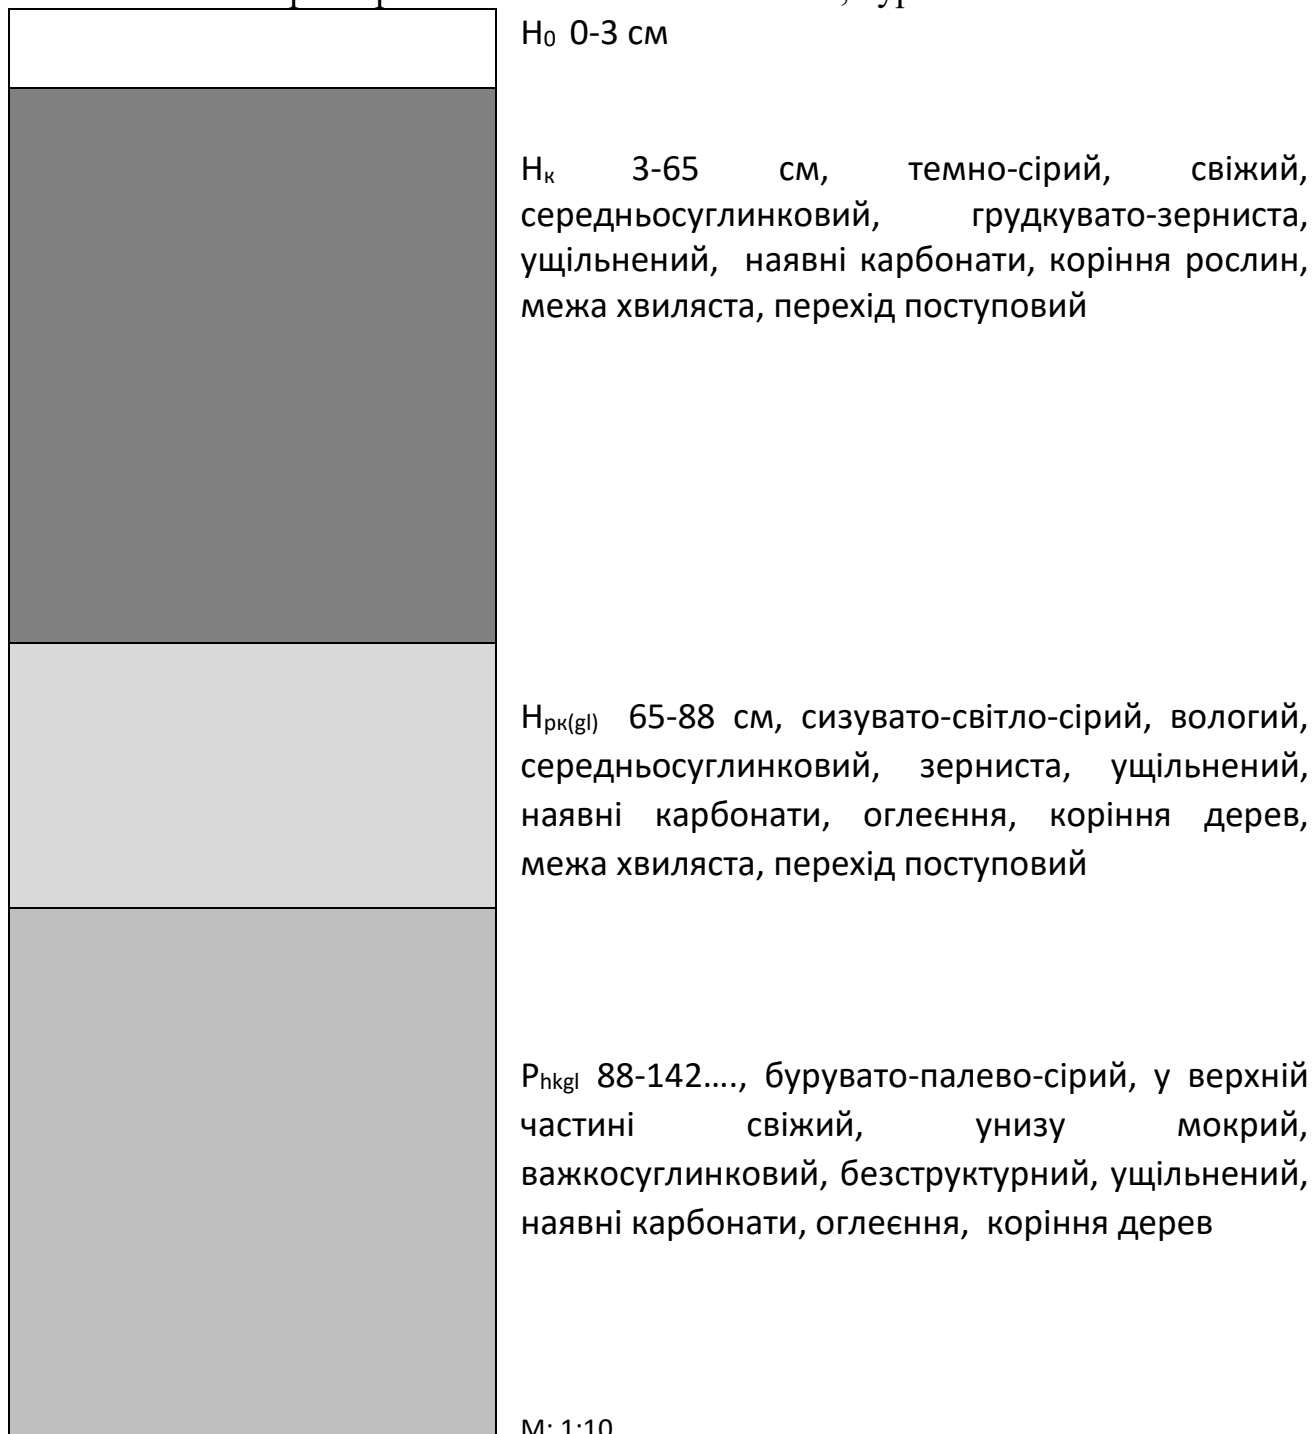 H₀ 0-3 см
Hк 3-65 см, темно-сірий, свіжий,
середньосуглинковий, грудкувато-зерниста,
ущільнений, наявні карбонати, коріння рослин,
межа хвиляста, перехід поступовий
Hрк(gl) 65-88 см, сизувато-світло-сірий, вологий,
середньосуглинковий, зерниста, ущільнений,
наявні карбонати, оглеєння, коріння дерев,
межа хвиляста, перехід поступовий
Phkgl 88-142...., бурувато-палево-сірий, у верхній
частині свіжий, унизу мокрий,
важкосуглинковий, безструктурний, ущільнений,
наявні карбонати, оглеєння, коріння дерев
М: 1:10